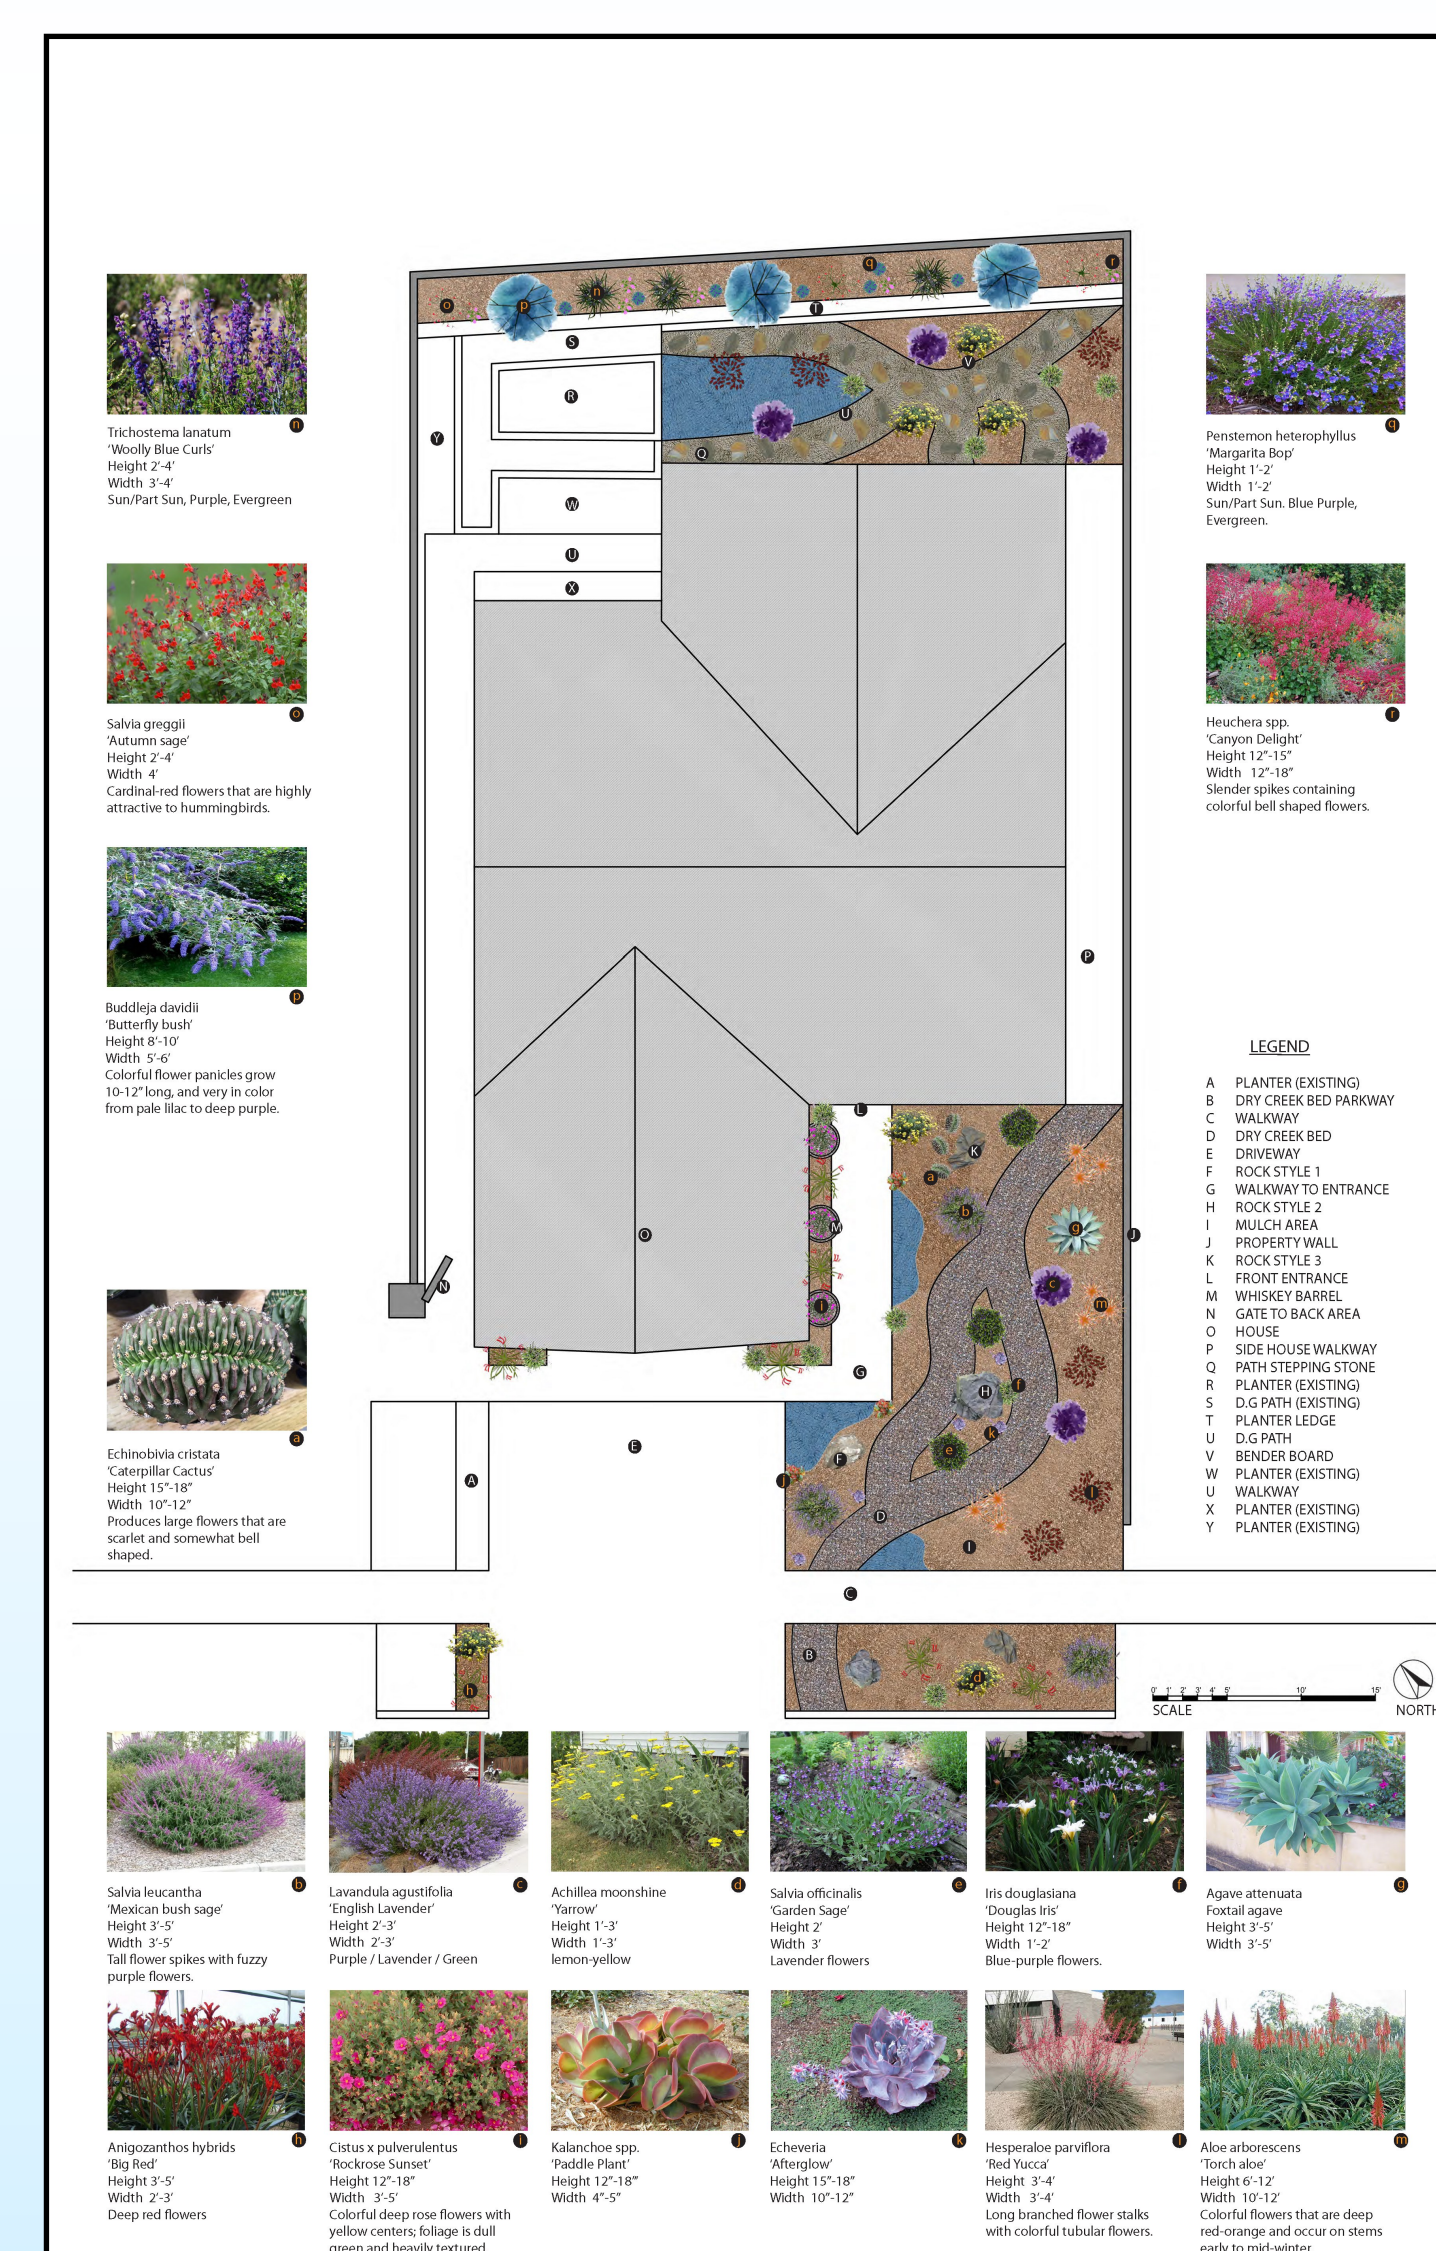 o
p
n
q
r
T
S
V
R
U
Y
Q
W
U
X
n
Trichostema lanatum
‘Woolly Blue Curls’
Height 2’-4’
Width 3’-4’
Sun/Part Sun, Purple, Evergreen
q
Penstemon heterophyllus
‘Margarita Bop’
Height 1’-2’
Width 1’-2’
Sun/Part Sun. Blue Purple,
Evergreen.
o
Salvia greggii
‘Autumn sage’
Height 2’-4’
Width 4’
Cardinal-red flowers that are highly
attractive to hummingbirds.
r
Heuchera spp.
‘Canyon Delight’
Height 12”-15”
Width 12”-18”
Slender spikes containing
colorful bell shaped flowers.
p
Buddleja davidii
‘Butterfly bush’
Height 8’-10’
Width 5’-6’
Colorful flower panicles grow
10-12” long, and very in color
from pale lilac to deep purple.
P
L
K
a
b
g
M
O
J
N
c
m
i
G
H
f
k
e
E
F
A
J
l
D
I
C
B
d
h
LEGEND
A PLANTER (EXISTING)
B DRY CREEK BED PARKWAY
C WALKWAY
D DRY CREEK BED
E DRIVEWAY
F ROCK STYLE 1
G WALKWAY TO ENTRANCE
H ROCK STYLE 2
I MULCH AREA
J PROPERTY WALL
K ROCK STYLE 3
L FRONT ENTRANCE
M WHISKEY BARREL
N GATE TO BACK AREA
O HOUSE
P SIDE HOUSE WALKWAY
Q PATH STEPPING STONE
R PLANTER (EXISTING)
S D.G PATH (EXISTING)
T PLANTER LEDGE
U D.G PATH
V BENDER BOARD
W PLANTER (EXISTING)
U WALKWAY
X PLANTER (EXISTING)
Y PLANTER (EXISTING)
a
Echinobivia cristata
‘Caterpillar Cactus’
Height 15”-18”
Width 10”-12”
Produces large flowers that are
scarlet and somewhat bell
shaped.
0’ 1’ 2’ 3’ 4’ 5’ 10’ 15’
SCALE
NORTH
b
Salvia leucantha
‘Mexican bush sage’
Height 3’-5’
Width 3’-5’
Tall flower spikes with fuzzy
purple flowers.
c
Lavandula agustifolia
‘English Lavender’
Height 2’-3’
Width 2’-3’
Purple / Lavender / Green
d
Achillea moonshine
‘Yarrow’
Height 1’-3’
Width 1’-3’
lemon-yellow
e
Salvia officinalis
‘Garden Sage’
Height 2’
Width 3’
Lavender flowers
f
Iris douglasiana
‘Douglas Iris’
Height 12”-18”
Width 1’-2’
Blue-purple flowers.
g
Agave attenuata
Foxtail agave
Height 3’-5’
Width 3’-5’
h
Anigozanthos hybrids
‘Big Red’
Height 3’-5’
Width 2’-3’
Deep red flowers
i
Cistus x pulverulentus
‘Rockrose Sunset’
Height 12”-18”
Width 3’-5’
Colorful deep rose flowers with
yellow centers; foliage is dull
green and heavily textured
j
Kalanchoe spp.
‘Paddle Plant’
Height 12”-18”’
Width 4”-5”
k
Echeveria
‘Afterglow’
Height 15”-18”
Width 10”-12”
l
Hesperaloe parviflora
‘Red Yucca’
Height 3’-4’
Width 3’-4’
Long branched flower stalks
with colorful tubular flowers.
m
Aloe arborescens
‘Torch aloe’
Height 6’-12’
Width 10’-12’
Colorful flowers that are deep
red-orange and occur on stems
early to mid-winter